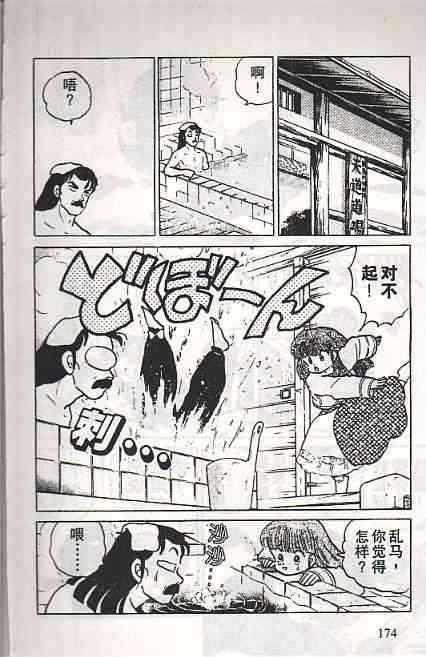 天道道場
啊！
唔？
对不
起！
どぼーん
刺…
乱马，
你觉得
怎样？
沙沙…
喂……
174